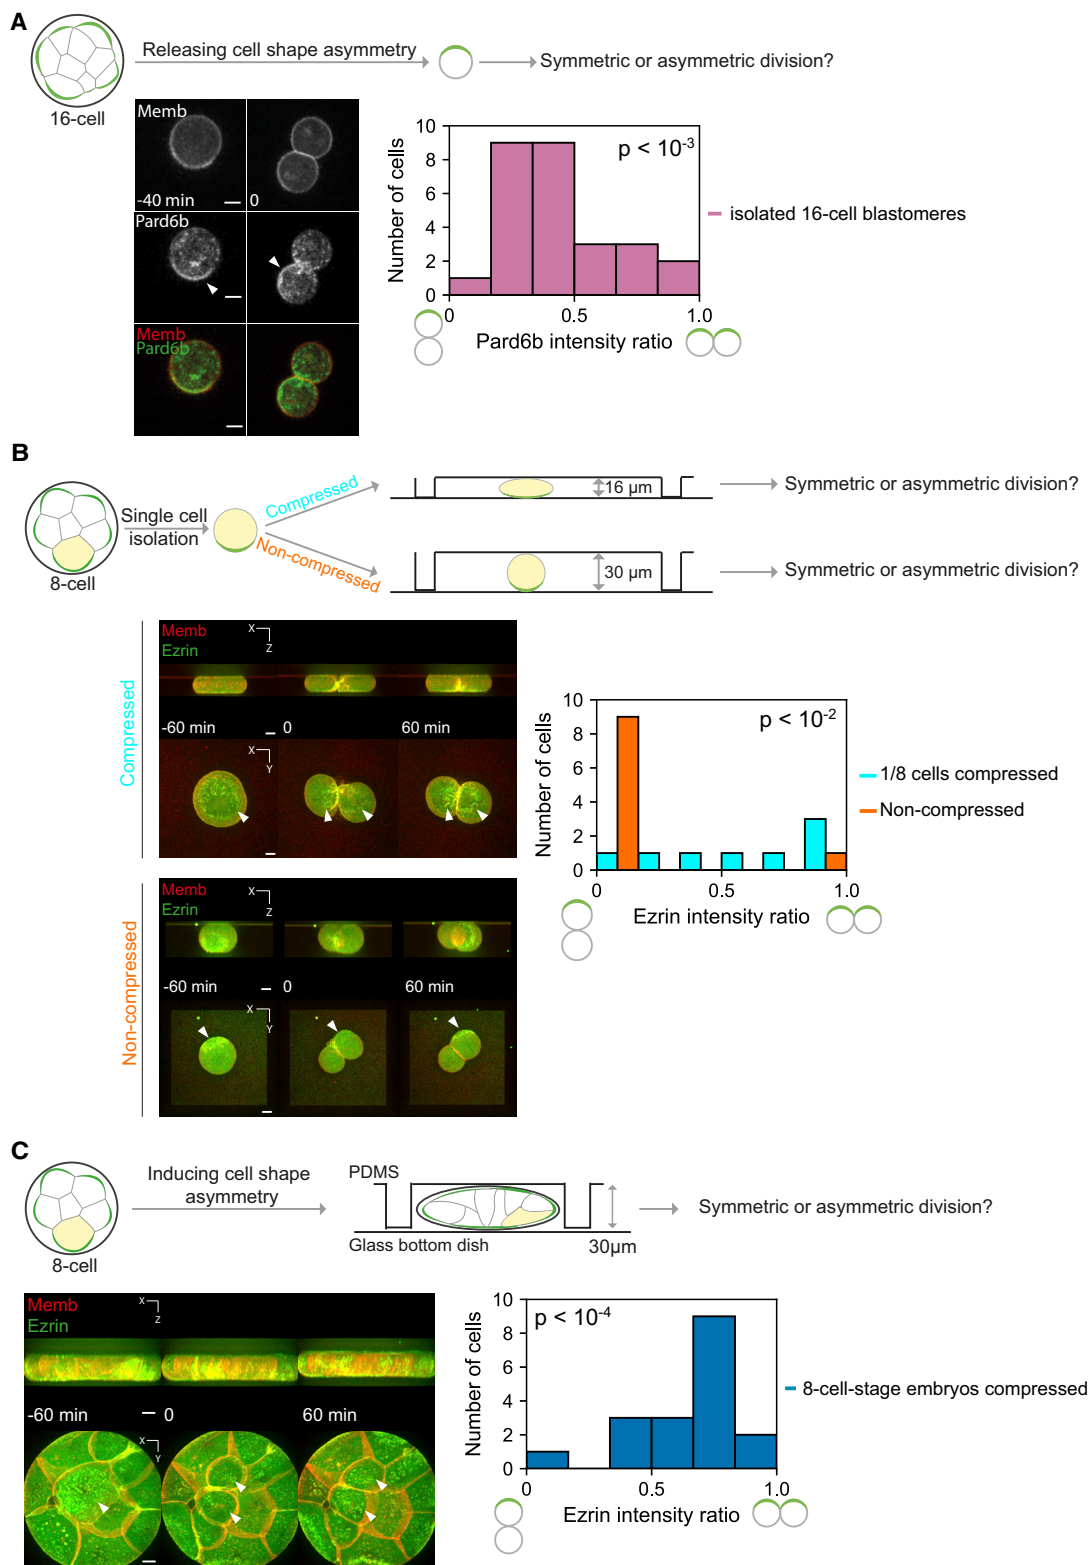 A
Releasing cell shape asymmetry
Symmetric or asymmetric division?
16-cell
Memb
-40 min
0
Pard6b
Memb
Pard6b
Number of cells
10
8
6
4
2
0
p < 10-3
isolated 16-cell blastomeres
0
0.5
1.0
Pard6b intensity ratio
B
8-cell
Single cell
isolation
Compressed
Non-compressed
16 µm
Symmetric or asymmetric division?
30 µm
Symmetric or asymmetric division?
Compressed
Memb
Ezrin
X
Z
-60 min
0
60 min
X
Y
Non-compressed
Memb
Ezrin
X
Z
-60 min
0
60 min
X
Y
Number of cells
10
8
6
4
2
0
p < 10-2
1/8 cells compressed
Non-compressed
0
0.5
1.0
Ezrin intensity ratio
C
8-cell
Inducing cell shape
asymmetry
PDMS
Glass bottom dish
30µm
Symmetric or asymmetric division?
Memb
Ezrin
X
Z
-60 min
0
60 min
X
Y
Number of cells
10
8
6
4
2
0
p < 10-4
8-cell-stage embryos compressed
0
0.5
1.0
Ezrin intensity ratio